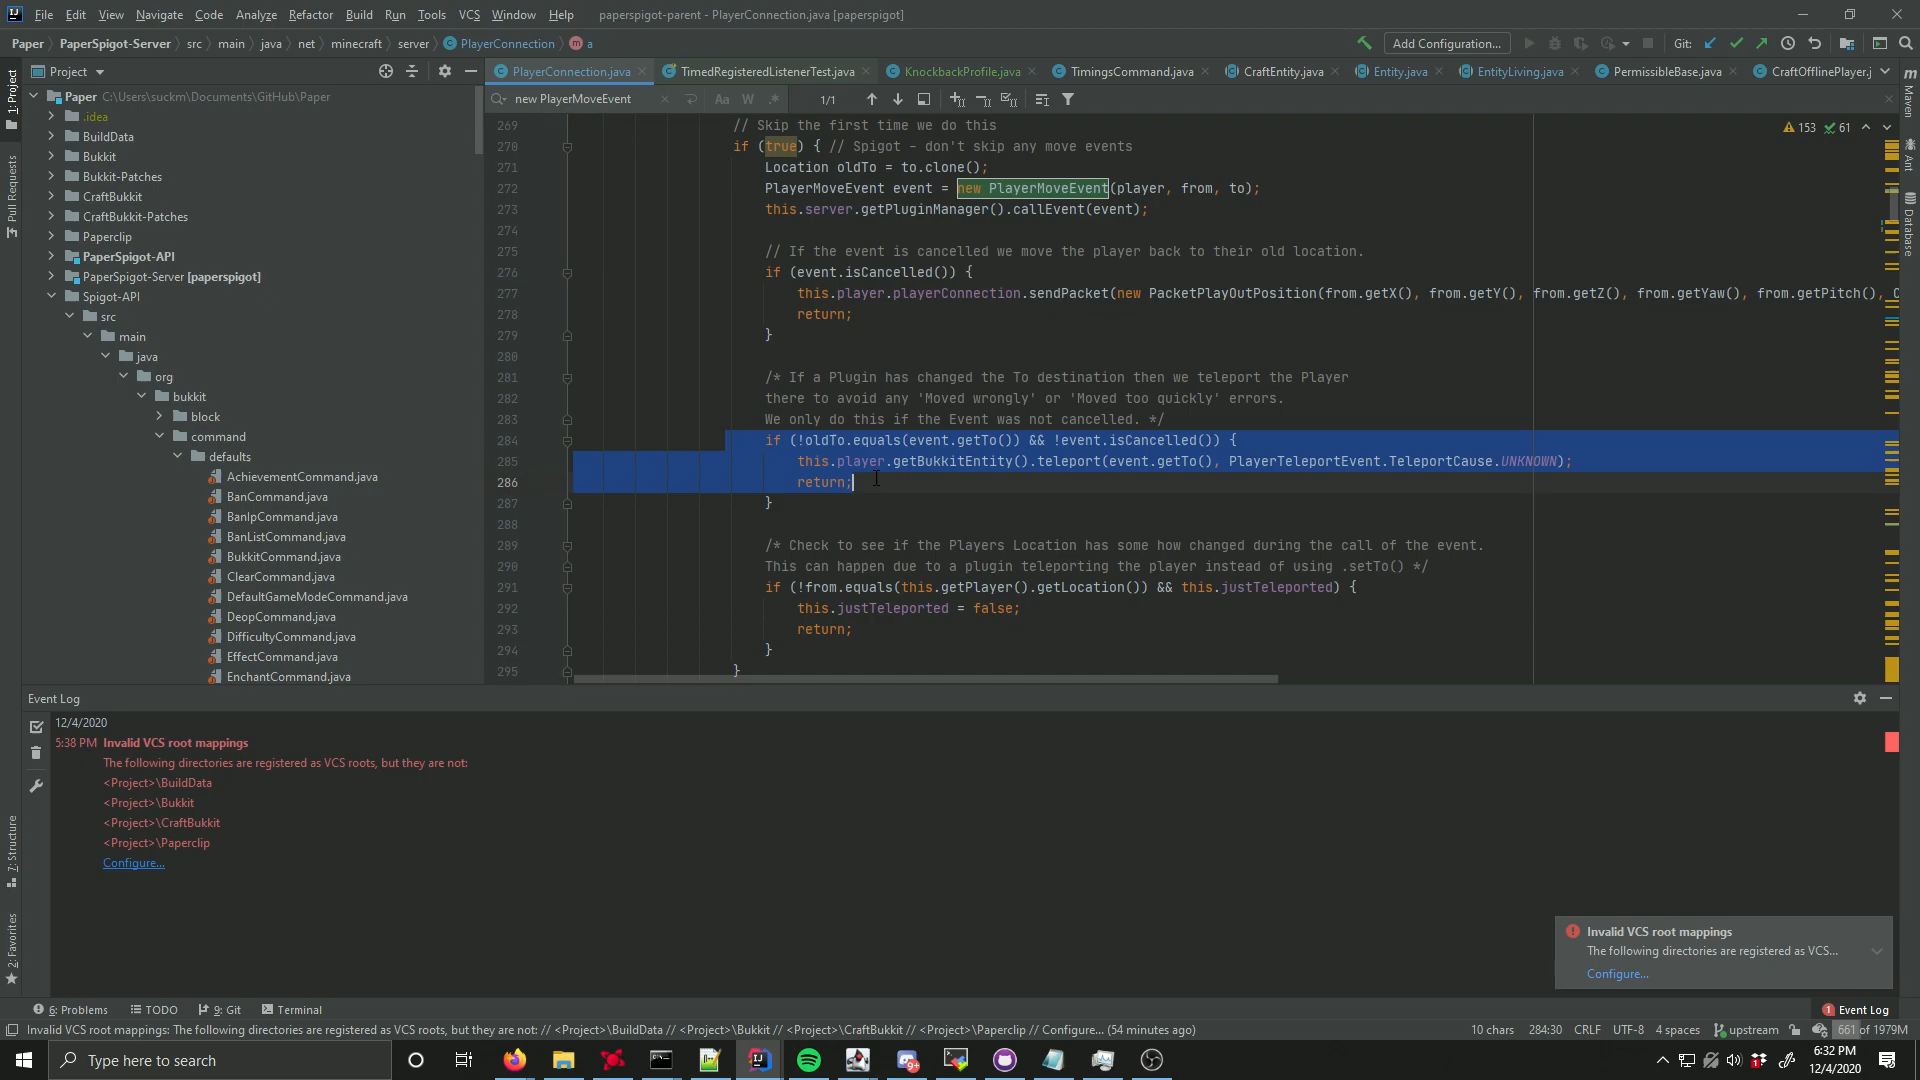 File Edit View Navigate Code Analyze Refactor Build Run Tools VCS Window Help paperspigot-parent - PlayerConnection.java [paperspigot]
Paper PaperSpigot-Server src main java net minecraft server PlayerConnection a Add Configuration... Git:
Project PlayerConnection.java TimedRegisteredListenerTest.java KnockbackProfile.java TimingsCommand.java CraftEntity.java Entity.java EntityLiving.java PermissibleBase.java CraftOfflinePlayer.j
1: Project
Pull Requests
7: Structure
2: Favorites
Maven
Ant
Database
new PlayerMoveEvent 1/1
153 61
Paper C:\Users\suckm\Documents\GitHub\Paper
.idea
BuildData
Bukkit
Bukkit-Patches
CraftBukkit
CraftBukkit-Patches
Paperclip
PaperSpigot-API
PaperSpigot-Server [paperspigot]
Spigot-API
src
main
java
org
bukkit
block
command
defaults
AchievementCommand.java
BanCommand.java
BanIpCommand.java
BanListCommand.java
BukkitCommand.java
ClearCommand.java
DefaultGameModeCommand.java
DeopCommand.java
DifficultyCommand.java
EffectCommand.java
EnchantCommand.java
269 // Skip the first time we do this
270 if (true) { // Spigot - don't skip any move events
271 Location oldTo = to.clone();
272 PlayerMoveEvent event = new PlayerMoveEvent(player, from, to);
273 this.server.getPluginManager().callEvent(event);
274
275 // If the event is cancelled we move the player back to their old location.
276 if (event.isCancelled()) {
277 this.player.playerConnection.sendPacket(new PacketPlayOutPosition(from.getX(), from.getY(), from.getZ(), from.getYaw(), from.getPitch(), C
278 return;
279 }
280
281 /* If a Plugin has changed the To destination then we teleport the Player
282 there to avoid any 'Moved wrongly' or 'Moved too quickly' errors.
283 We only do this if the Event was not cancelled. */
284 if (!oldTo.equals(event.getTo()) && !event.isCancelled()) {
285 this.player.getBukkitEntity().teleport(event.getTo(), PlayerTeleportEvent.TeleportCause.UNKNOWN);
286 return;
287 }
288
289 /* Check to see if the Players Location has some how changed during the call of the event.
290 This can happen due to a plugin teleporting the player instead of using .setTo() */
291 if (!from.equals(this.getPlayer().getLocation()) && this.justTeleported) {
292 this.justTeleported = false;
293 return;
294 }
295 }
Event Log
12/4/2020
5:38 PM Invalid VCS root mappings
The following directories are registered as VCS roots, but they are not:
<Project>\BuildData
<Project>\Bukkit
<Project>\CraftBukkit
<Project>\Paperclip
Configure...
Invalid VCS root mappings
The following directories are registered as VCS...
Configure...
6: Problems TODO 9: Git Terminal 1 Event Log
Invalid VCS root mappings: The following directories are registered as VCS roots, but they are not: // <Project>\BuildData // <Project>\Bukkit // <Project>\CraftBukkit // <Project>\Paperclip // Configure... (54 minutes ago) 10 chars 284:30 CRLF UTF-8 4 spaces upstream 661 of 1979M
Type here to search 6:32 PM
12/4/2020